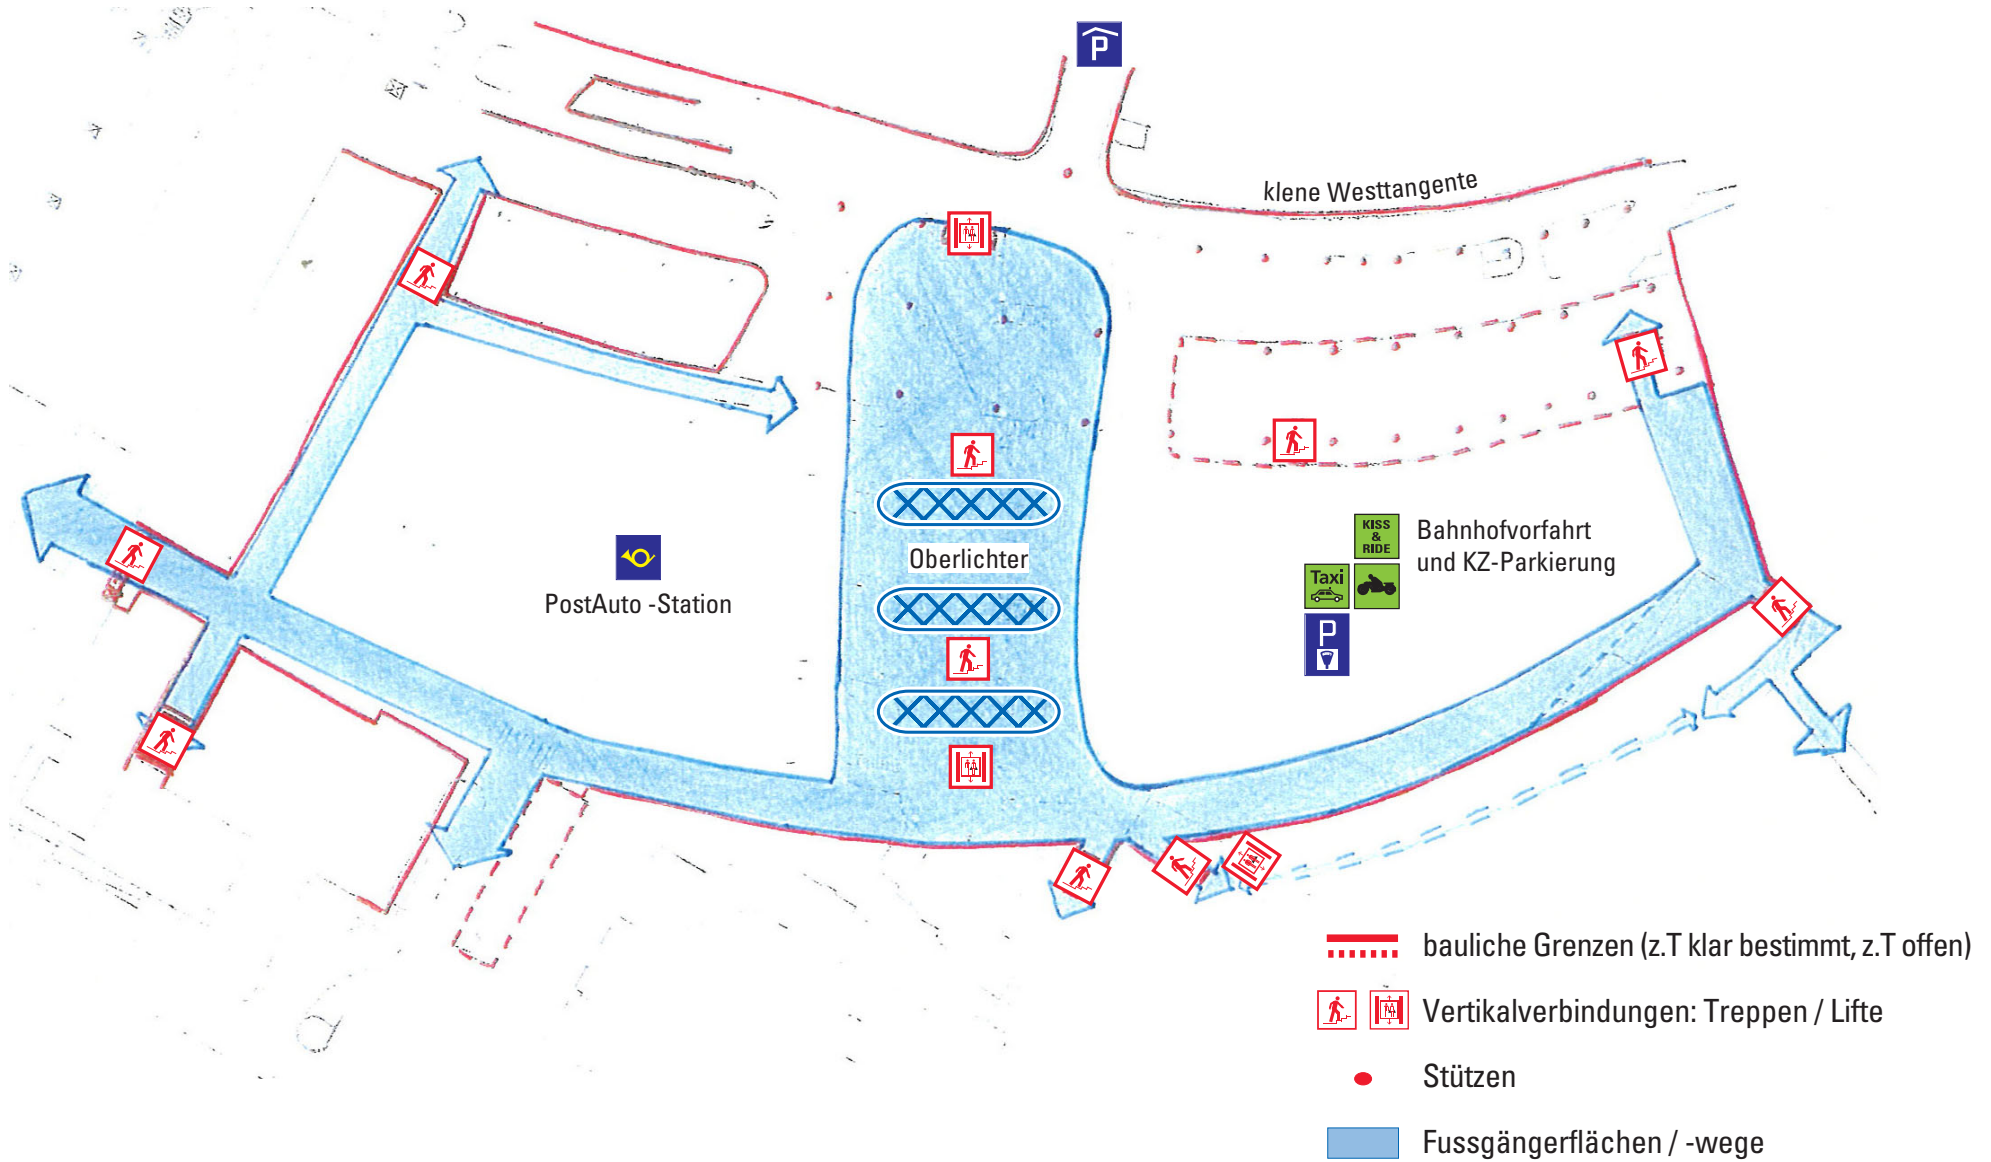 P
klene Westtangente
KISS
&
RIDE
Bahnhofvorfahrt
und KZ-Parkierung
Oberlichter
Taxi
PostAuto -Station
P
bauliche Grenzen (z.T klar bestimmt, z.T offen)
Vertikalverbindungen: Treppen / Lifte
Stützen
Fussgängerflächen / -wege